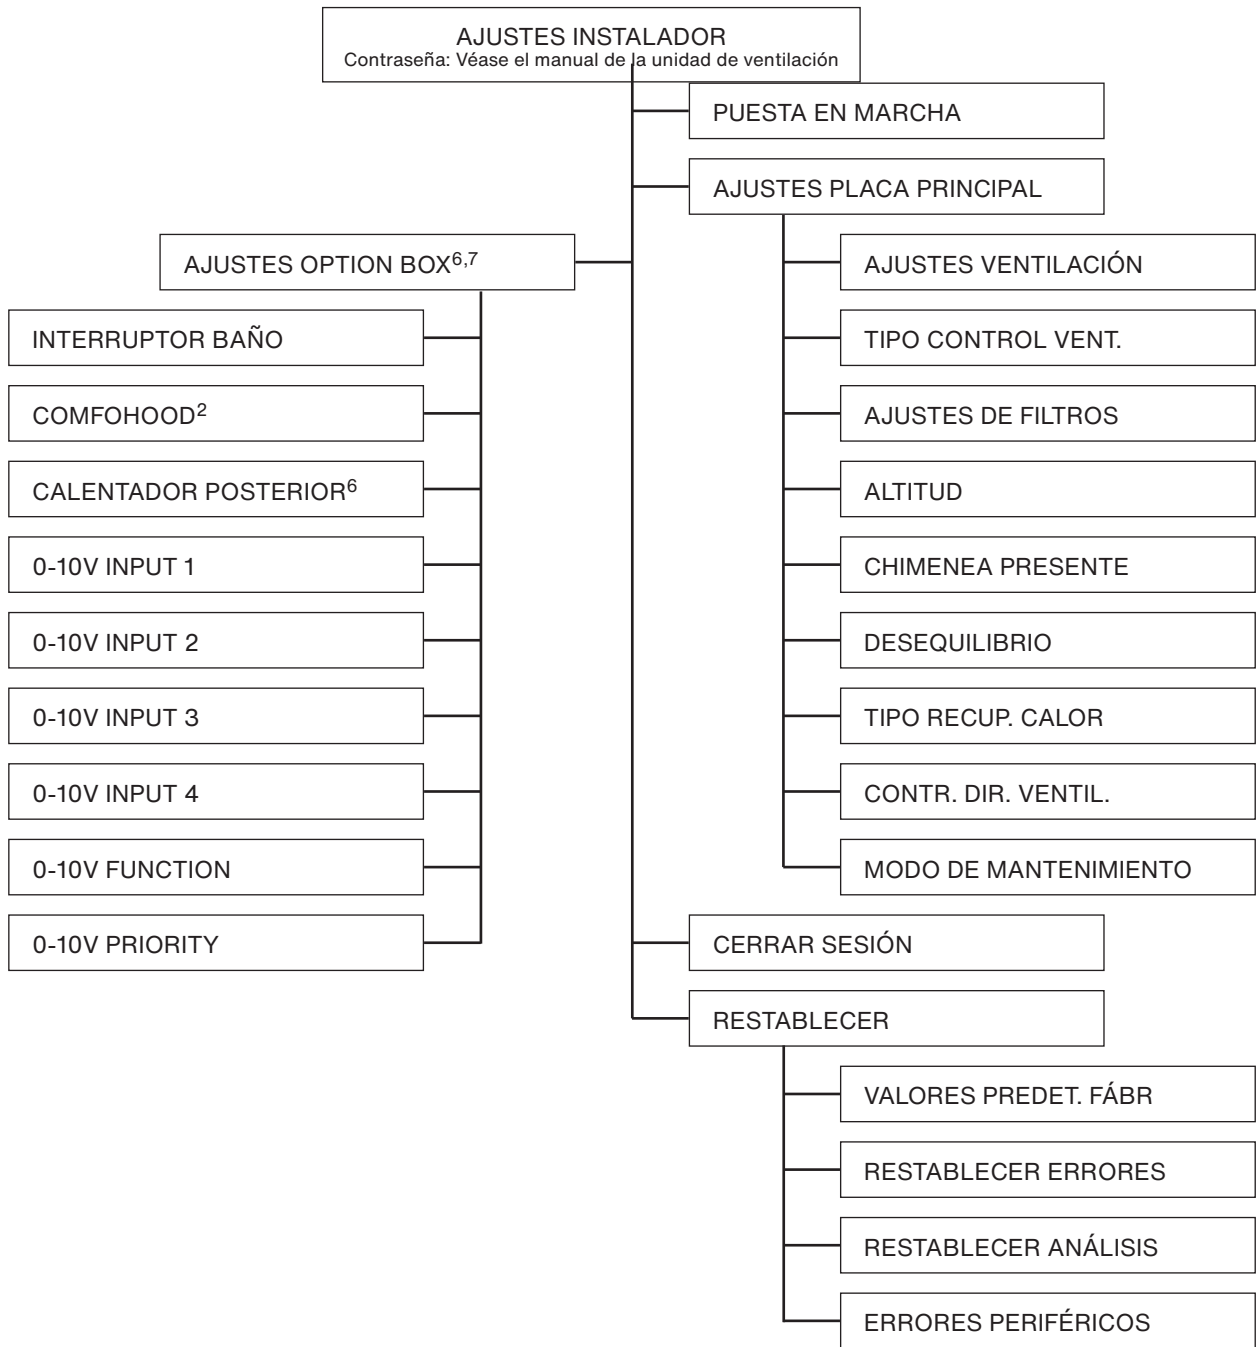 AJUSTES INSTALADOR
Contraseña: Véase el manual de la unidad de ventilación
PUESTA EN MARCHA
AJUSTES PLACA PRINCIPAL
AJUSTES OPTION BOX6,7
AJUSTES VENTILACIÓN
INTERRUPTOR BAÑO
TIPO CONTROL VENT.
COMFOHOOD2
AJUSTES DE FILTROS
CALENTADOR POSTERIOR6
ALTITUD
0-10V INPUT 1
CHIMENEA PRESENTE
0-10V INPUT 2
DESEQUILIBRIO
0-10V INPUT 3
TIPO RECUP. CALOR
0-10V INPUT 4
CONTR. DIR. VENTIL.
0-10V FUNCTION
MODO DE MANTENIMIENTO
0-10V PRIORITY
CERRAR SESIÓN
RESTABLECER
VALORES PREDET. FÁBR
RESTABLECER ERRORES
RESTABLECER ANÁLISIS
ERRORES PERIFÉRICOS